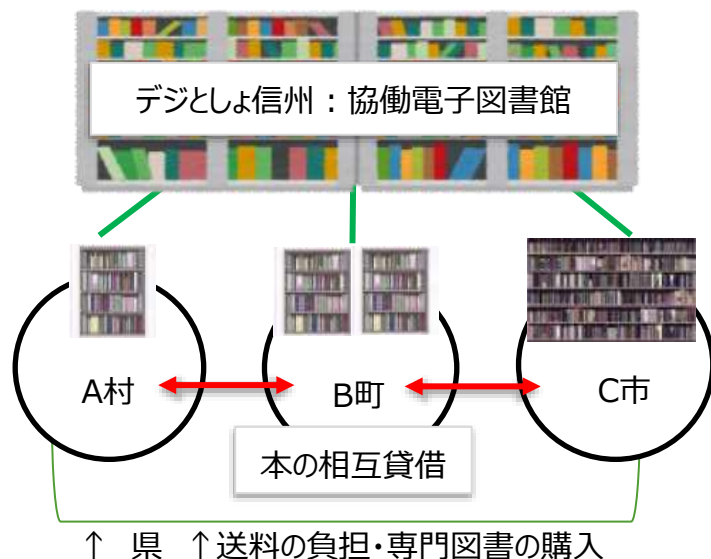 デジとしょ信州：協働電子図書館
A村
B町
C市
本の相互貸借
↑ 県 ↑送料の負担・専門図書の購入